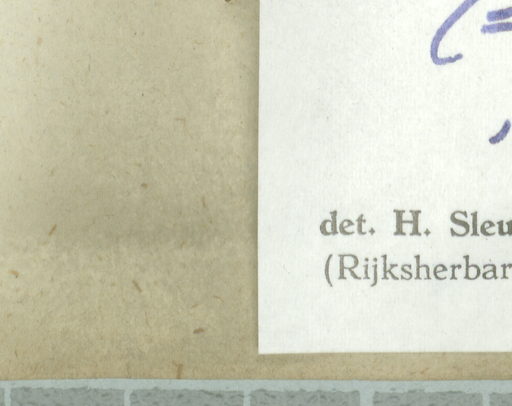 det. H. Sleu
(Rijksherbar